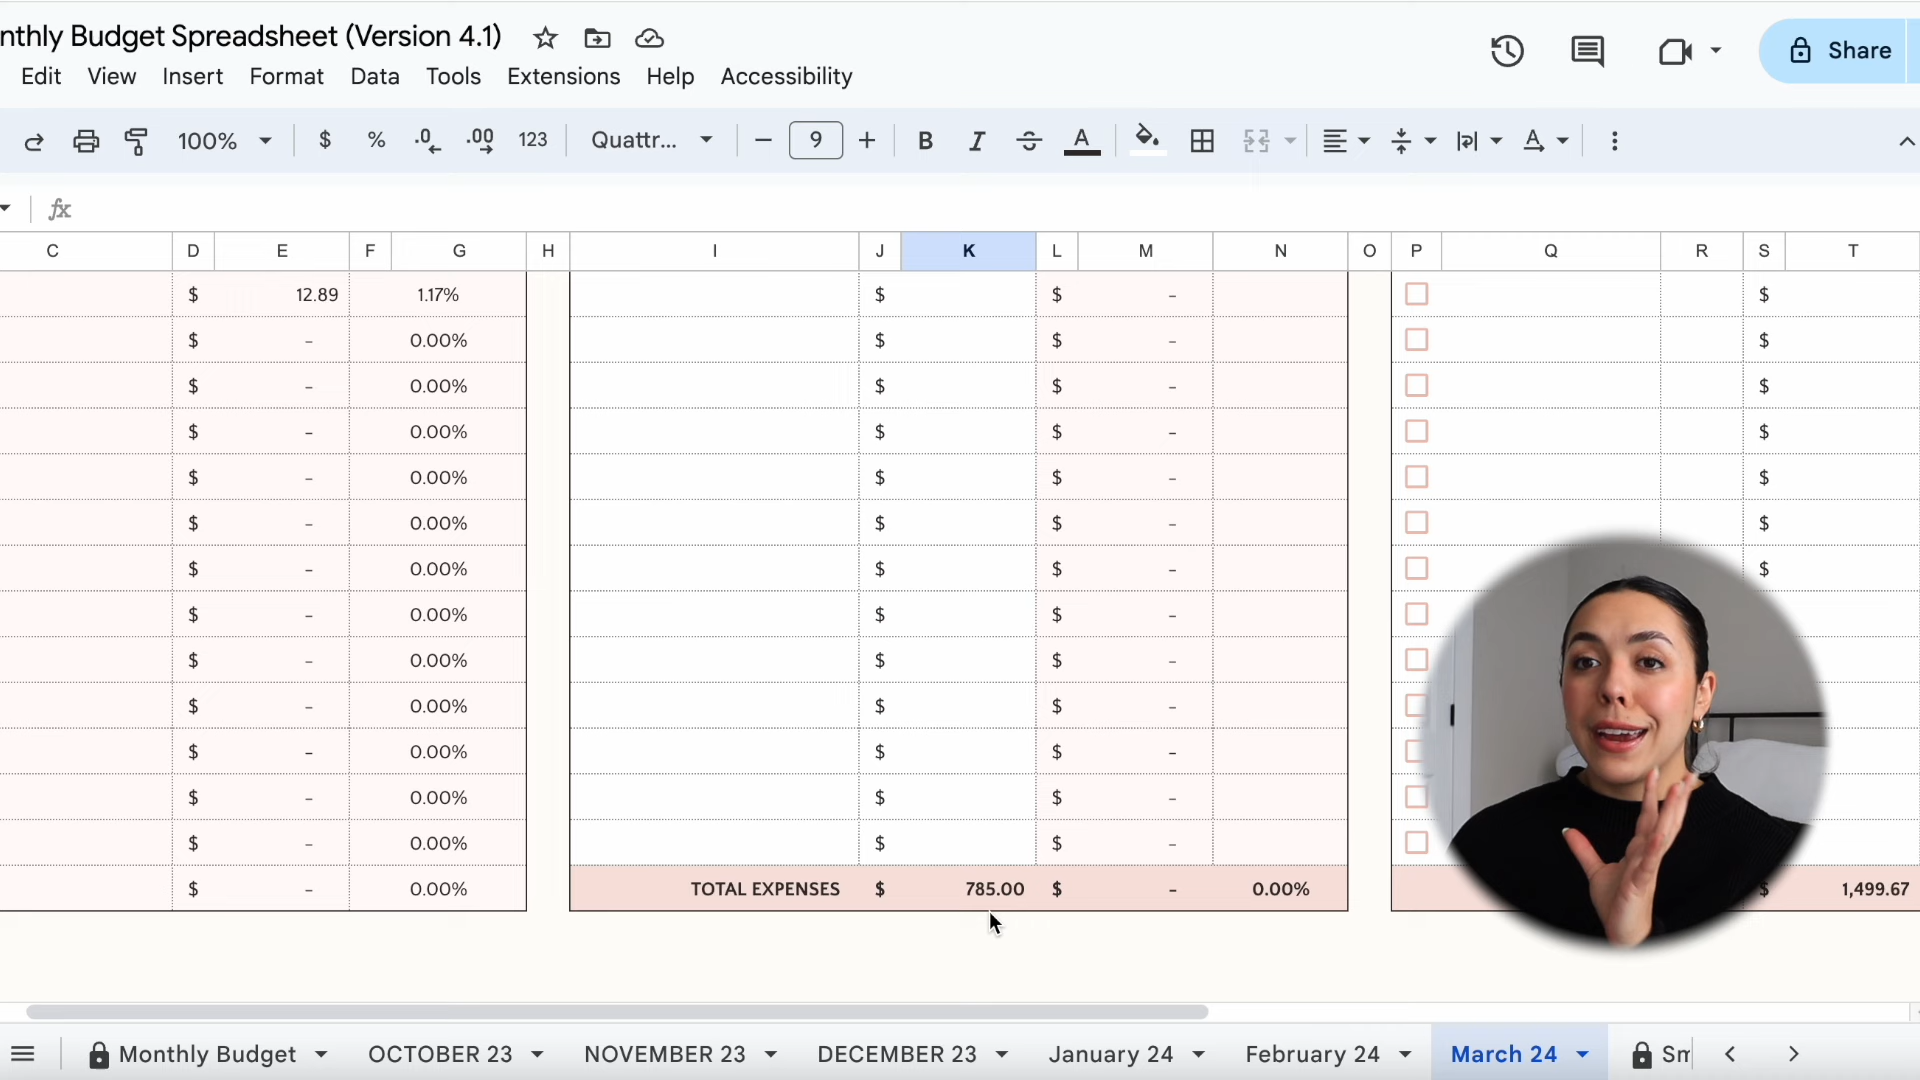 nthly Budget Spreadsheet (Version 4.1)
Share
Edit View Insert Format Data Tools Extensions Help Accessibility
100% $ % .0 .00 123 Quattr... − 9 + B I S A A
fx
C D E F G H I J K L M N O P Q R S T
$ 12.89 1.17% $ $ - $
$ - 0.00% $ $ - $
$ - 0.00% $ $ - $
$ - 0.00% $ $ - $
$ - 0.00% $ $ - $
$ - 0.00% $ $ - $
$ - 0.00% $ $ - $
$ - 0.00% $ $ -
$ - 0.00% $ $ -
$ - 0.00% $ $ -
$ - 0.00% $ $ -
$ - 0.00% $ $ -
$ - 0.00% $ $ -
$ - 0.00% TOTAL EXPENSES $ 785.00 $ - 0.00% $ 1,499.67
Monthly Budget OCTOBER 23 NOVEMBER 23 DECEMBER 23 January 24 February 24 March 24 Sm